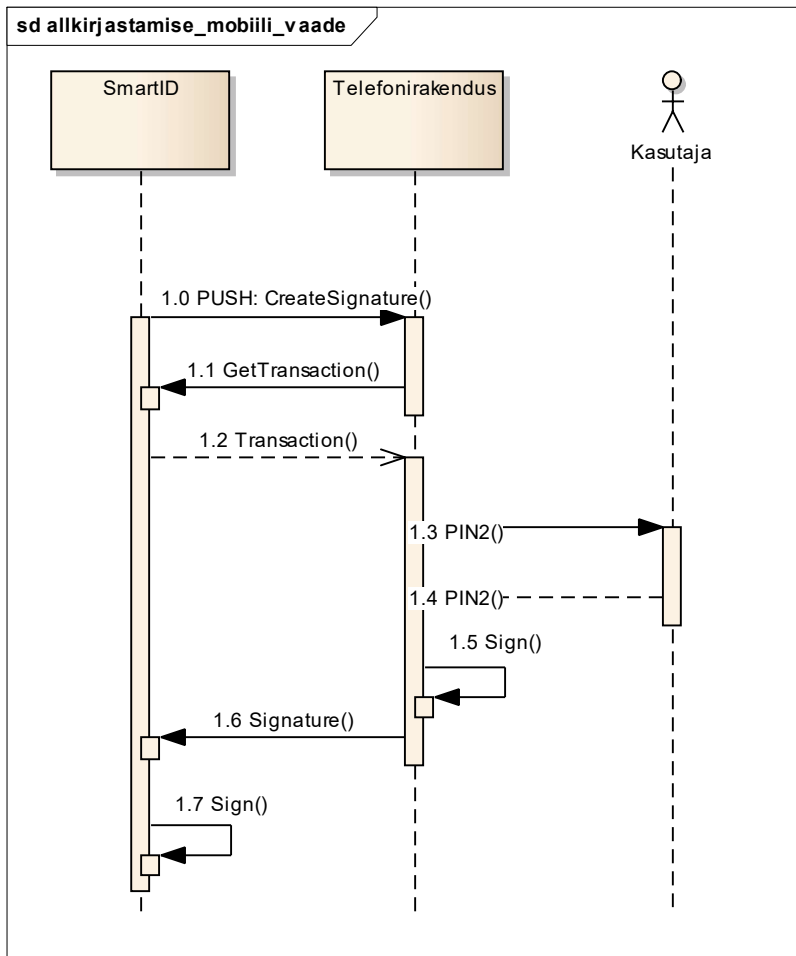 sd allkirjastamise_mobiili_vaade
SmartID
Telefonirakendus
Kasutaja
1.0 PUSH: CreateSignature()
1.1 GetTransaction()
1.2 Transaction()
1.3 PIN2()
1.4 PIN2()
1.5 Sign()
1.6 Signature()
1.7 Sign()